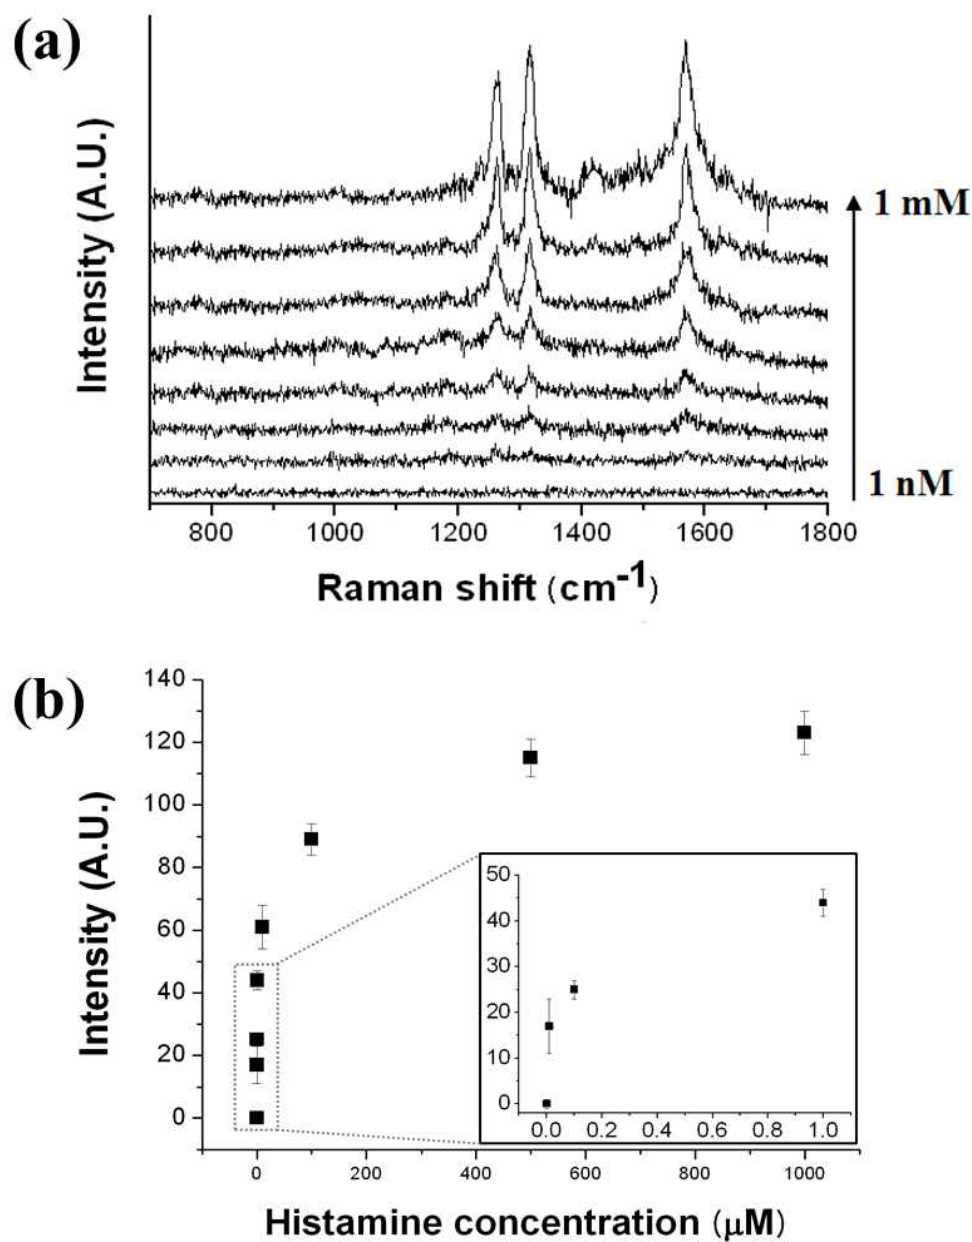 (a)
Intensity (A.U.)
1 mM
1 nM
800 1000 1200 1400 1600 1800
Raman shift (cm-1)
(b)
Intensity (A.U.)
140
120
100
80
60
40
20
0
50
40
30
20
10
0
0.0 0.2 0.4 0.6 0.8 1.0
0 200 400 600 800 1000
Histamine concentration (μM)